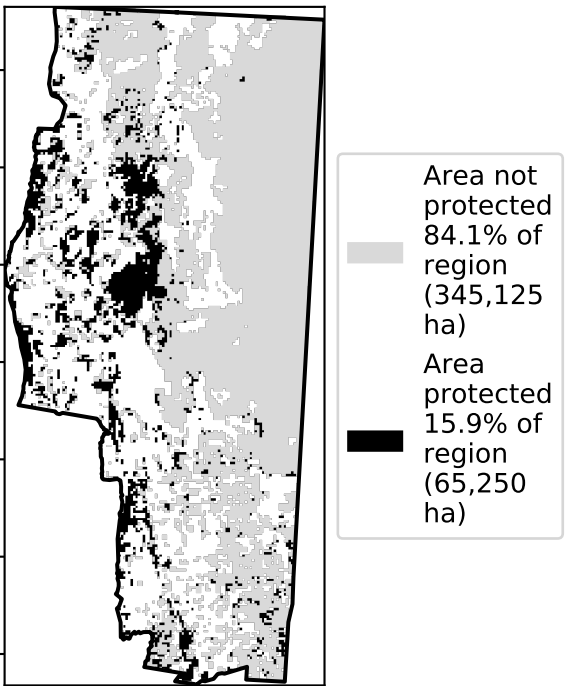 Area not
protected
84.1% of
region
(345,125
ha)
Area
protected
15.9% of
region
(65,250
ha)